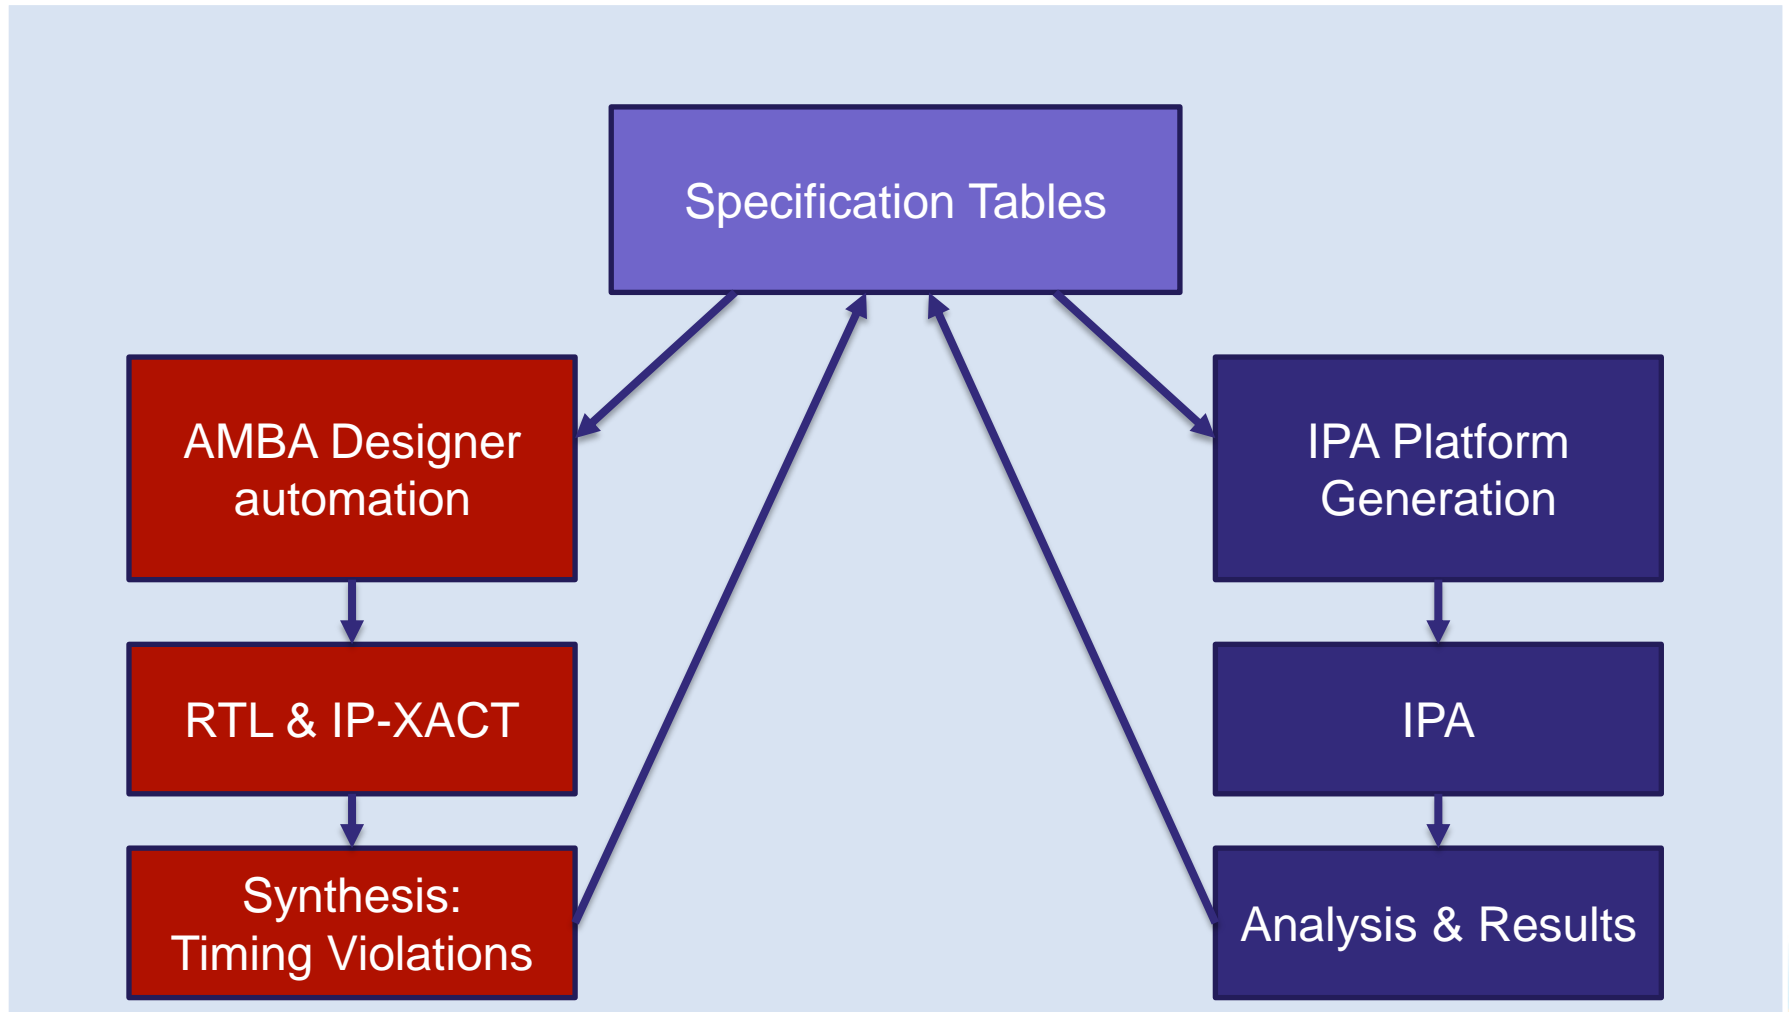 Specification Tables
AMBA Designer
automation
IPA Platform
Generation
RTL & IP-XACT
IPA
Synthesis:
Timing Violations
Analysis & Results